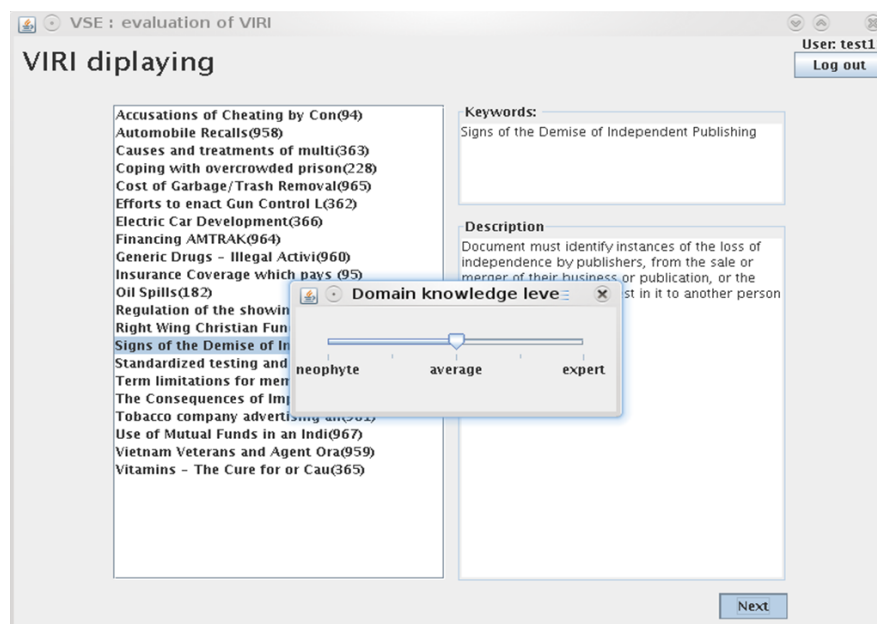 VSE : evaluation of VIRI
User: test1
VIRI diplaying
Log out
Accusations of Cheating by Con(94)
Automobile Recalls(958)
Causes and treatments of multi(363)
Coping with overcrowded prison(228)
Cost of Garbage/Trash Removal(965)
Efforts to enact Gun Control L(362)
Electric Car Development(366)
Financing AMTRAK(964)
Generic Drugs – Illegal Activi(960)
Insurance Coverage which pays (95)
Oil Spills(182)
Regulation of the showin
Right Wing Christian Fun
Signs of the Demise of In
Standardized testing and
Term limitations for mem
The Consequences of Imp
Tobacco company advertising an(961)
Use of Mutual Funds in an Indi(967)
Vietnam Veterans and Agent Ora(959)
Vitamins – The Cure for or Cau(365)
Keywords:
Signs of the Demise of Independent Publishing
Description
Document must identify instances of the loss of
independence by publishers, from the sale or
merger of their business or publication, or the
st in it to another person
Domain knowledge leve
neophyte average expert
Next